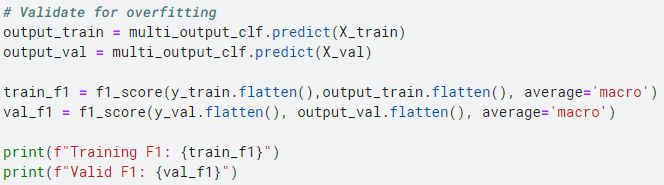 # Validate for overfitting
output_train = multi_output_clf.predict(X_train)
output_val = multi_output_clf.predict(X_val)
train_f1 = f1_score(y_train.flatten(),output_train.flatten(), average='macro')
val_f1 = f1_score(y_val.flatten(), output_val.flatten(), average='macro')
print(f"Training F1: {train_f1}")
print(f"Valid F1: {val_f1}")